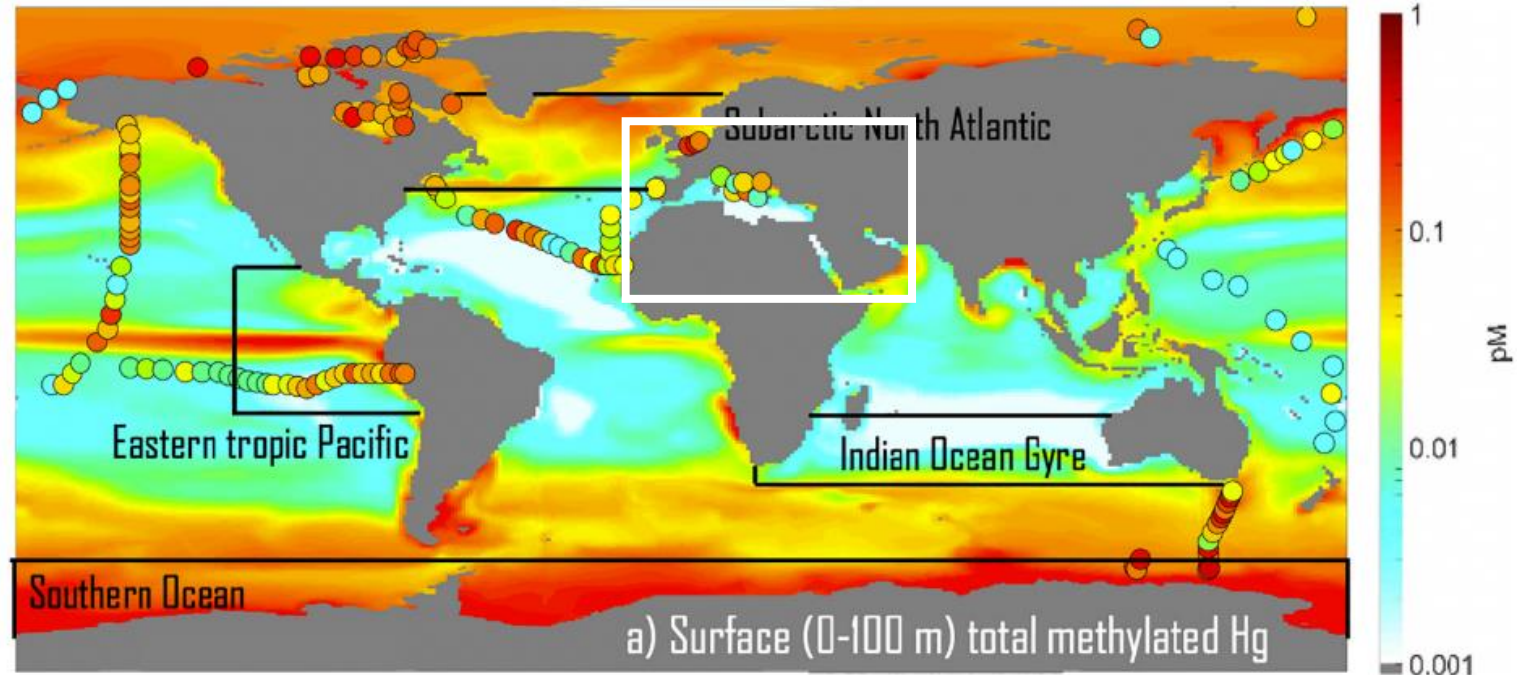 Subarctic North Atlantic
Eastern tropic Pacific
Indian Ocean Gyre
Southern Ocean
a) Surface (0-100 m) total methylated Hg
1
0.1
0.01
0.001
pM